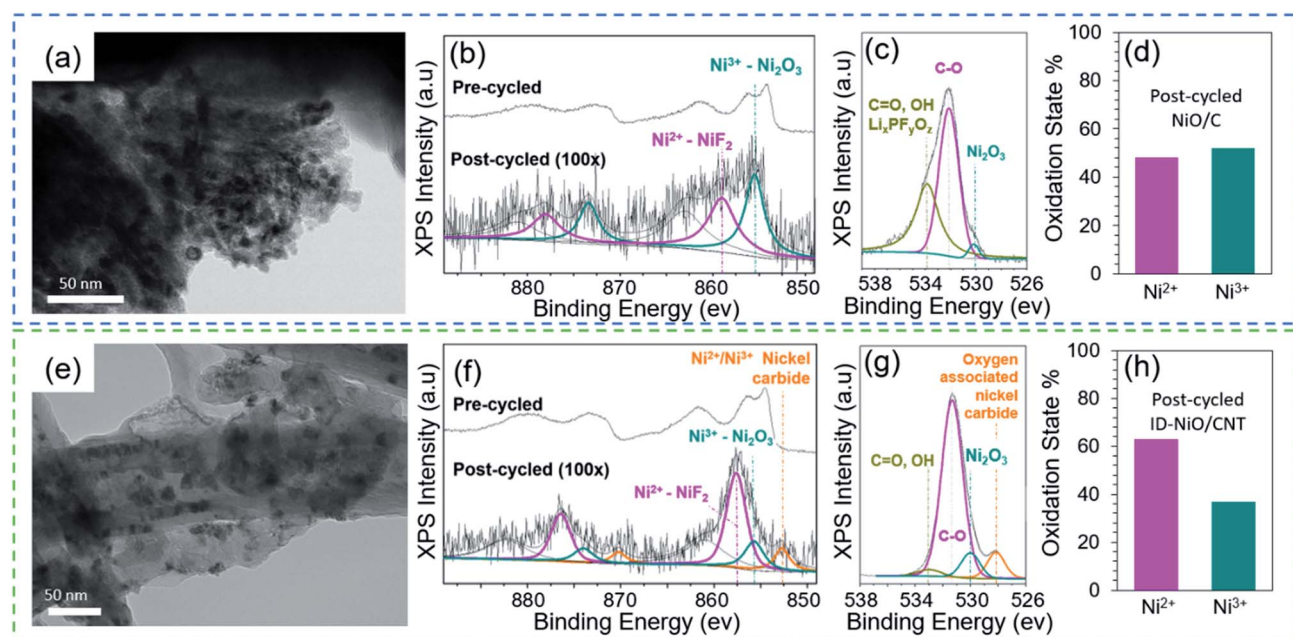 (a)
50 nm
(b)
XPS Intensity (a.u)
Pre-cycled
Ni³⁺ - Ni₂O₃
Ni²⁺ - NiF₂
Post-cycled (100x)
880 870 860 850
Binding Energy (ev)
(c)
XPS Intensity (a.u)
C-O
C=O, OH
LiₓPFᵧO_z
Ni₂O₃
538 534 530 526
Binding Energy (ev)
(d)
Oxidation State %
100
80
60
40
20
0
Post-cycled
NiO/C
Ni²⁺ Ni³⁺
(e)
50 nm
(f)
XPS Intensity (a.u)
Ni²⁺/Ni³⁺ Nickel
carbide
Pre-cycled
Ni³⁺ - Ni₂O₃
Post-cycled (100x)
Ni²⁺ - NiF₂
880 870 860 850
Binding Energy (ev)
(g)
XPS Intensity (a.u)
Oxygen
associated
nickel
carbide
C=O, OH
Ni₂O₃
C-O
538 534 530 526
Binding Energy (ev)
(h)
Oxidation State %
100
80
60
40
20
0
Post-cycled
ID-NiO/CNT
Ni²⁺ Ni³⁺